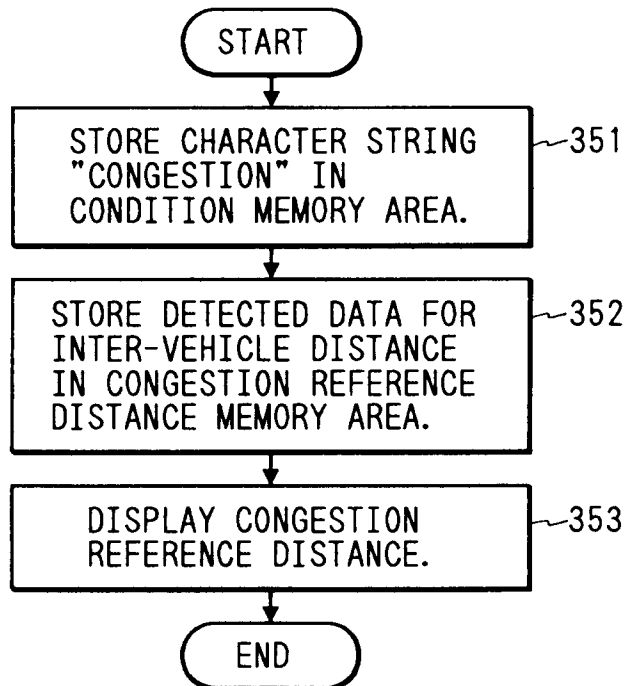 START
STORE CHARACTER STRING
"CONGESTION" IN
CONDITION MEMORY AREA.
351
STORE DETECTED DATA FOR
INTER-VEHICLE DISTANCE
IN CONGESTION REFERENCE
DISTANCE MEMORY AREA.
352
DISPLAY CONGESTION
REFERENCE DISTANCE.
353
END